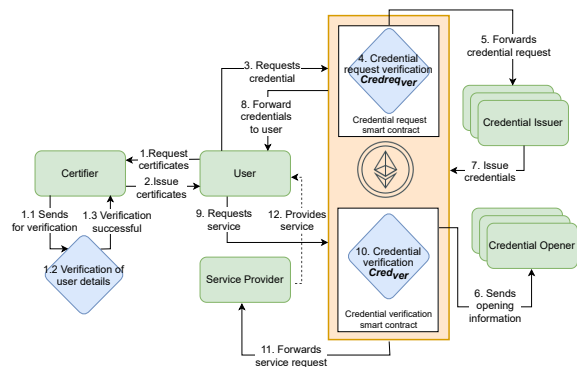 5. Forwards
credential request
3. Requests
credential
4. Credential
request verification
Credreq_ver
8. Forward
credentials
to user
Credential request
smart contract
Credential Issuer
1.Request
certificates
7. Issue
credentials
Certifier
User
2.Issue
certificates
1.1 Sends
for verification
1.3 Verification
successful
9. Requests
service
12. Provides
service
10. Credential
verification
Cred_ver
Credential Opener
1.2 Verification of
user details
Service Provider
6. Sends
opening
information
Credential verification
smart contract
11. Forwards
service request